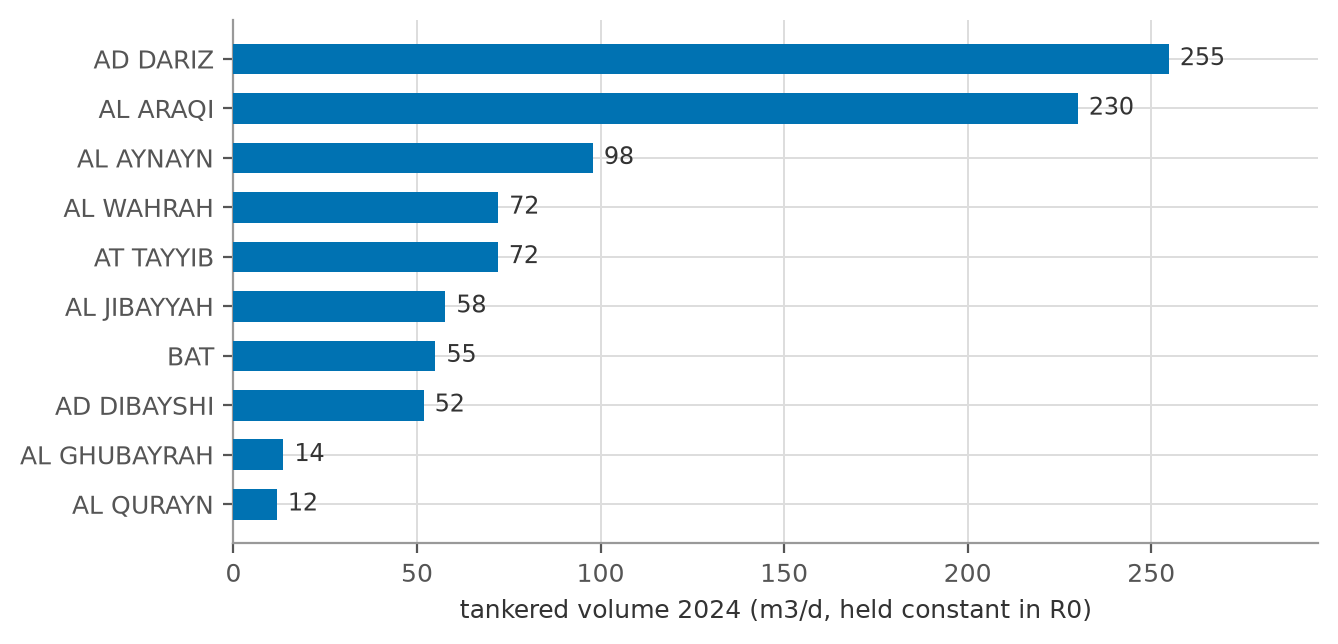 AD DARIZ 255
AL ARAQI 230
AL AYNAYN 98
AL WAHRAH 72
AT TAYYIB 72
AL JIBAYYAH 58
BAT 55
AD DIBAYSHI 52
AL GHUBAYRAH 14
AL QURAYN 12
0 50 100 150 200 250
tankered volume 2024 (m3/d, held constant in R0)